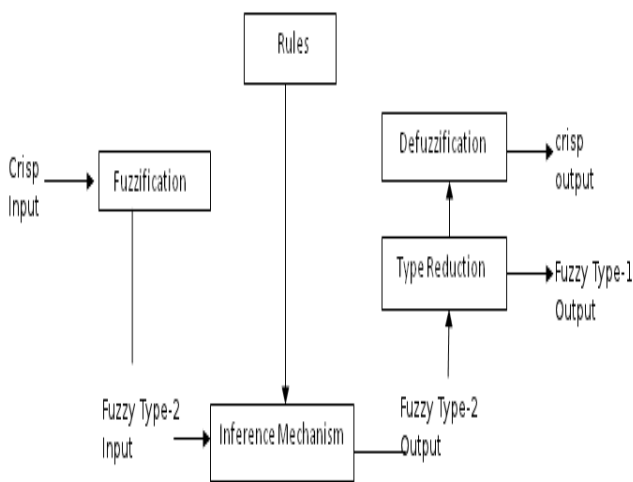 Rules
Defuzzification
crisp
output
Crisp
Input
Fuzzification
Type Reduction
Fuzzy Type-1
Output
Fuzzy Type-2
Input
Inference Mechanism
Fuzzy Type-2
Output